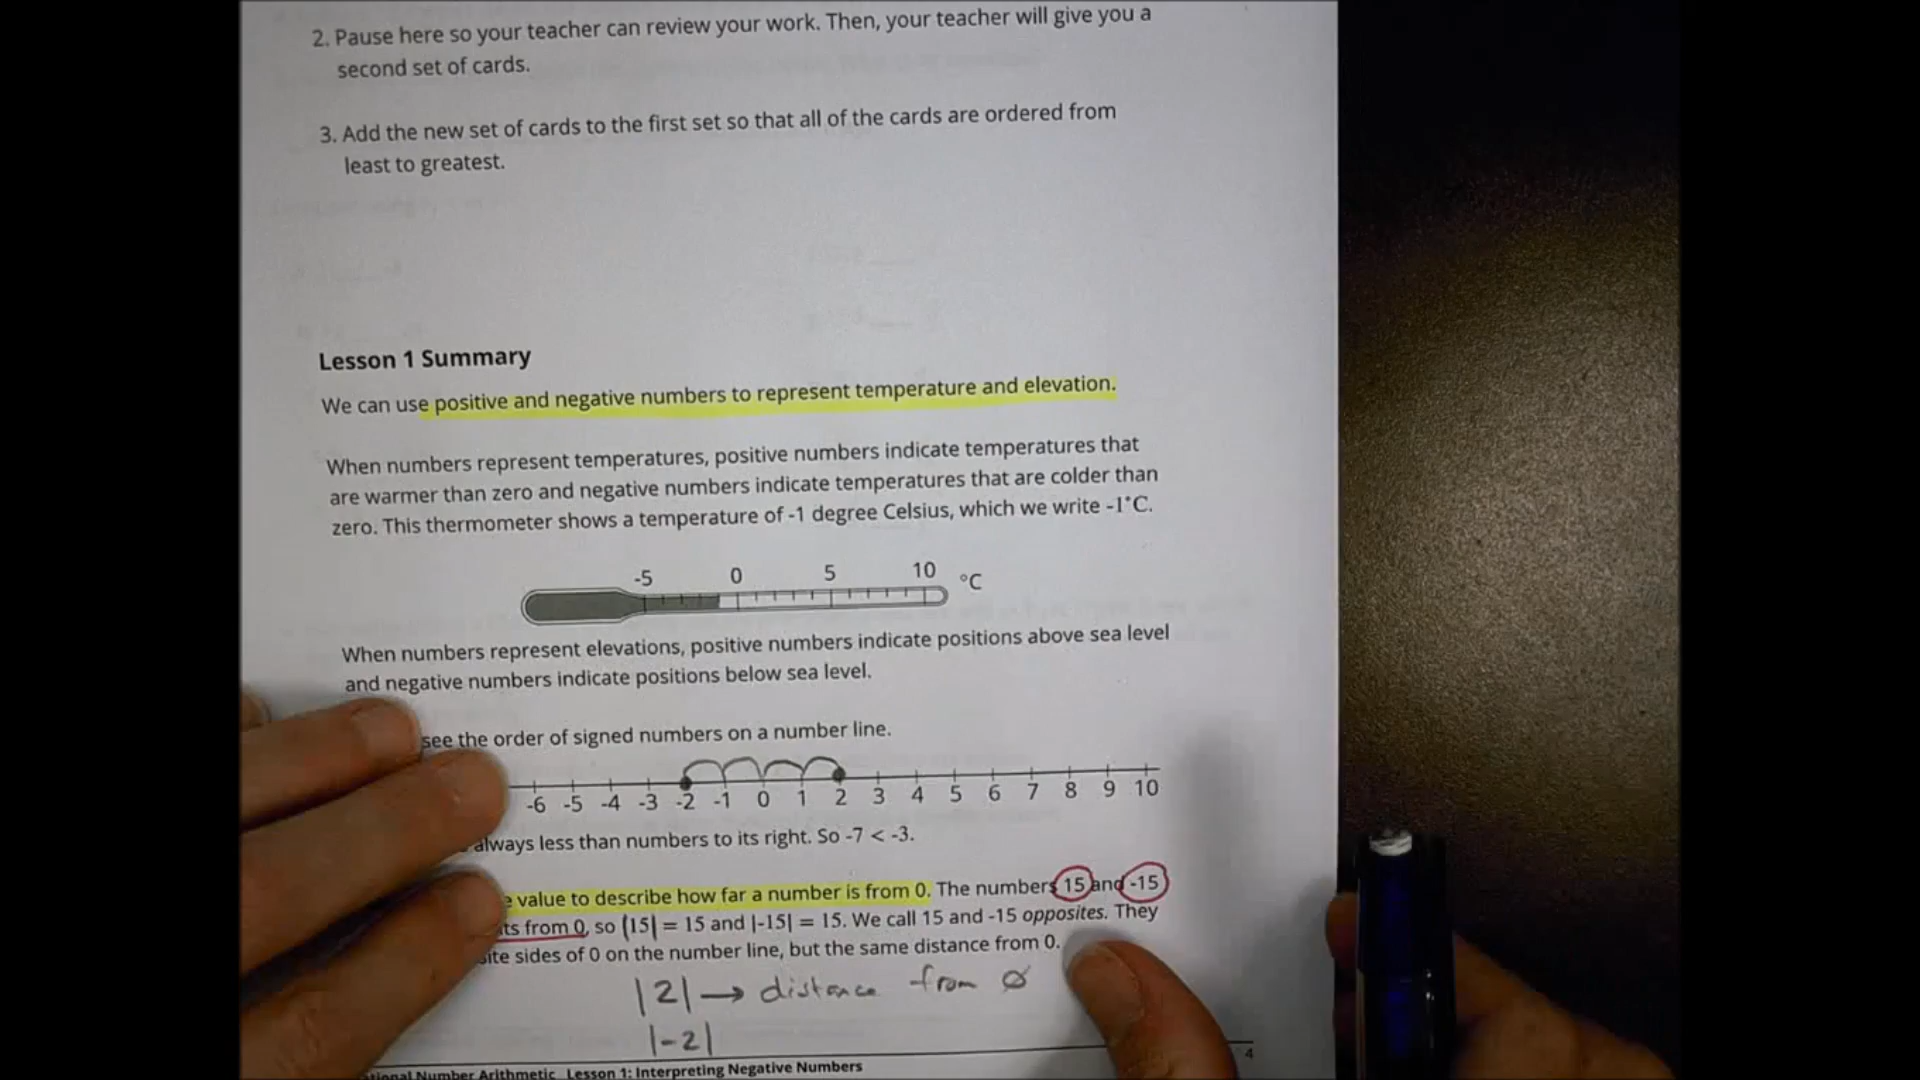 2. Pause here so your teacher can review your work. Then, your teacher will give you a
second set of cards.
3. Add the new set of cards to the first set so that all of the cards are ordered from
least to greatest.
Lesson 1 Summary
We can use positive and negative numbers to represent temperature and elevation.
When numbers represent temperatures, positive numbers indicate temperatures that
are warmer than zero and negative numbers indicate temperatures that are colder than
zero. This thermometer shows a temperature of -1 degree Celsius, which we write -1°C.
-5 0 5 10 °C
When numbers represent elevations, positive numbers indicate positions above sea level
and negative numbers indicate positions below sea level.
see the order of signed numbers on a number line.
-6 -5 -4 -3 -2 -1 0 1 2 3 4 5 6 7 8 9 10
always less than numbers to its right. So -7 < -3.
value to describe how far a number is from 0. The numbers 15 and -15
from 0, so |15| = 15 and |-15| = 15. We call 15 and -15 opposites. They
sides of 0 on the number line, but the same distance from 0.
|2| → distance from 0
|-2|
4
Number Arithmetic Lesson 1: Interpreting Negative Numbers